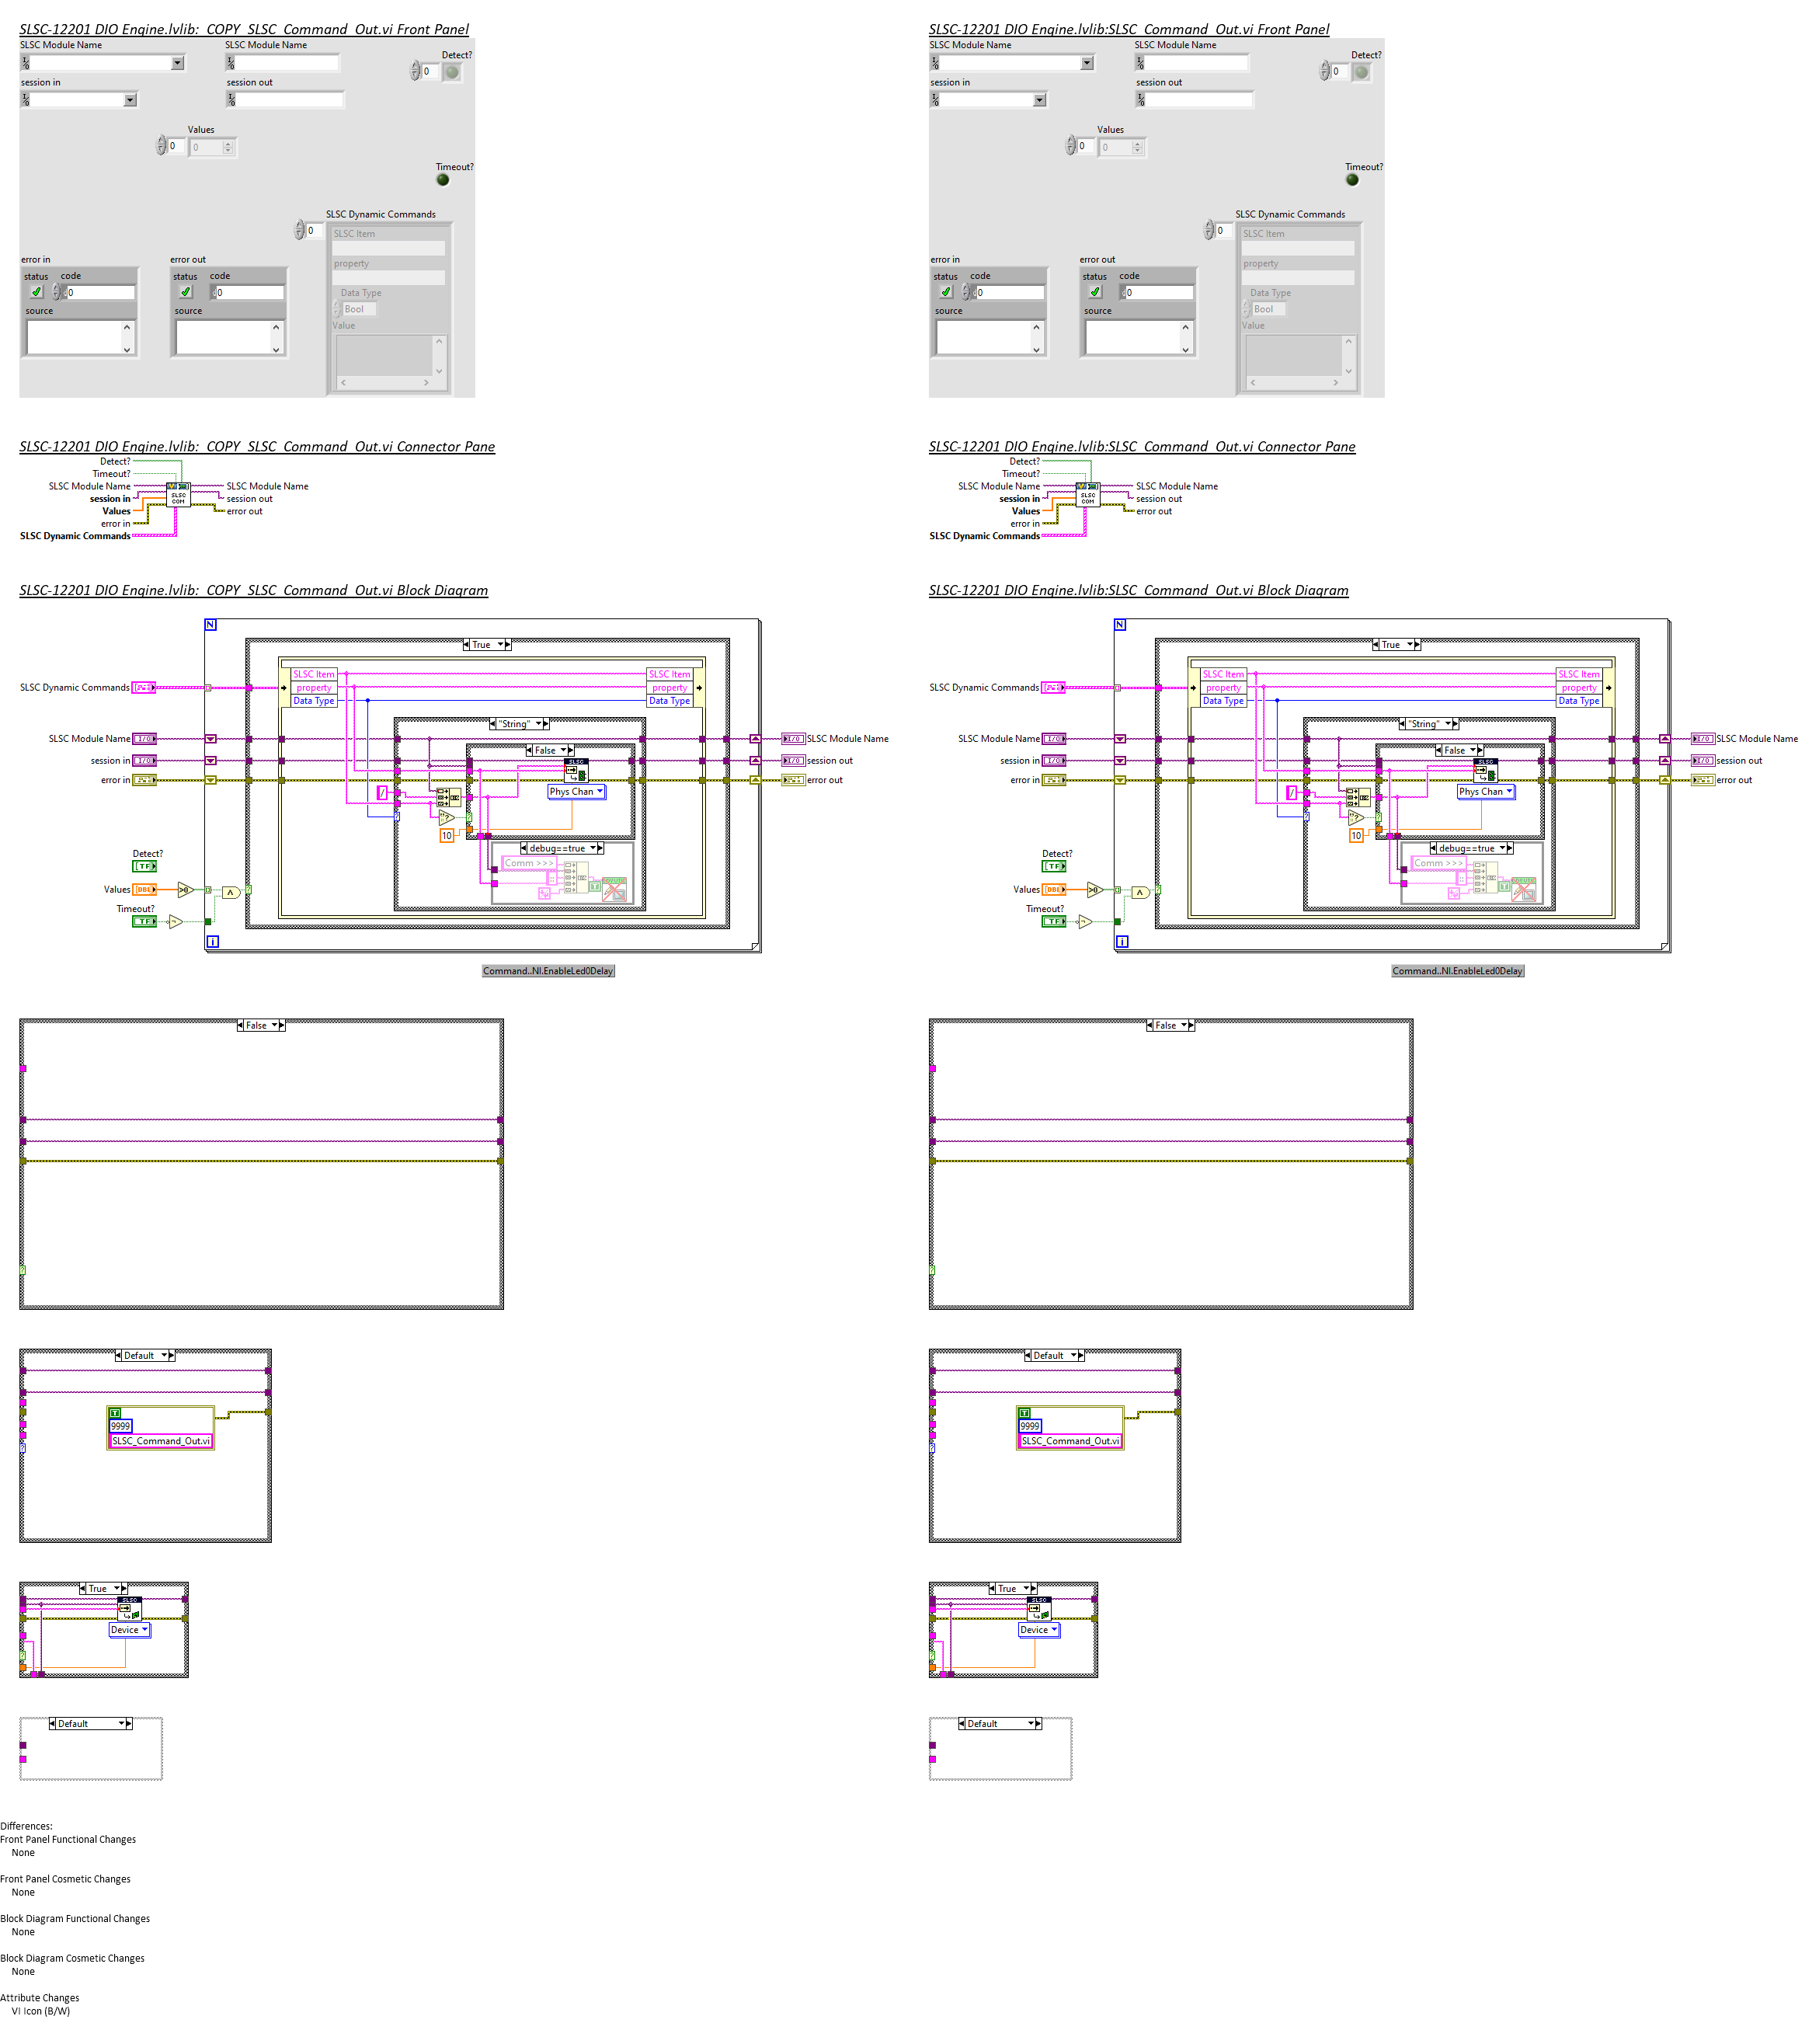 SLSC-12201 DIO Engine.lvlib:_COPY_SLSC_Command_Out.vi Front Panel
SLSC Module Name
SLSC Module Name
Detect?
0
session in
session out
Values
0
0
Timeout?
SLSC Dynamic Commands
0
SLSC Item
property
Data Type
Bool
Value
error in
status
code
0
source
error out
status
code
0
source
SLSC-12201 DIO Engine.lvlib:SLSC_Command_Out.vi Front Panel
SLSC Module Name
SLSC Module Name
Detect?
0
session in
session out
Values
0
0
Timeout?
SLSC Dynamic Commands
0
SLSC Item
property
Data Type
Bool
Value
error in
status
code
0
source
error out
status
code
0
source
SLSC-12201 DIO Engine.lvlib:_COPY_SLSC_Command_Out.vi Connector Pane
Detect?
Timeout?
SLSC Module Name
session in
Values
error in
SLSC Dynamic Commands
SLSC
COM
SLSC Module Name
session out
error out
SLSC-12201 DIO Engine.lvlib:SLSC_Command_Out.vi Connector Pane
Detect?
Timeout?
SLSC Module Name
session in
Values
error in
SLSC Dynamic Commands
SLSC
COM
SLSC Module Name
session out
error out
SLSC-12201 DIO Engine.lvlib:_COPY_SLSC_Command_Out.vi Block Diagram
N
True
SLSC Item
property
Data Type
SLSC Item
property
Data Type
SLSC Dynamic Commands
"String"
SLSC Module Name
I/O
session in
I/O
error in
False
SLSC
Phys Chan
/
10
I/O
SLSC Module Name
I/O
session out
error out
debug==true
Comm >>>
Detect?
TF
Values
DBL
Timeout?
TF
i
Command..NI.EnableLed0Delay
SLSC-12201 DIO Engine.lvlib:SLSC_Command_Out.vi Block Diagram
N
True
SLSC Item
property
Data Type
SLSC Item
property
Data Type
SLSC Dynamic Commands
"String"
SLSC Module Name
I/O
session in
I/O
error in
False
SLSC
Phys Chan
/
10
I/O
SLSC Module Name
I/O
session out
error out
debug==true
Comm >>>
Detect?
TF
Values
DBL
Timeout?
TF
i
Command..NI.EnableLed0Delay
False
False
Default
T
9999
SLSC_Command_Out.vi
Default
T
9999
SLSC_Command_Out.vi
True
SLSC
Device
True
SLSC
Device
Default
Default
Differences:
Front Panel Functional Changes
None
Front Panel Cosmetic Changes
None
Block Diagram Functional Changes
None
Block Diagram Cosmetic Changes
None
Attribute Changes
VI Icon (B/W)